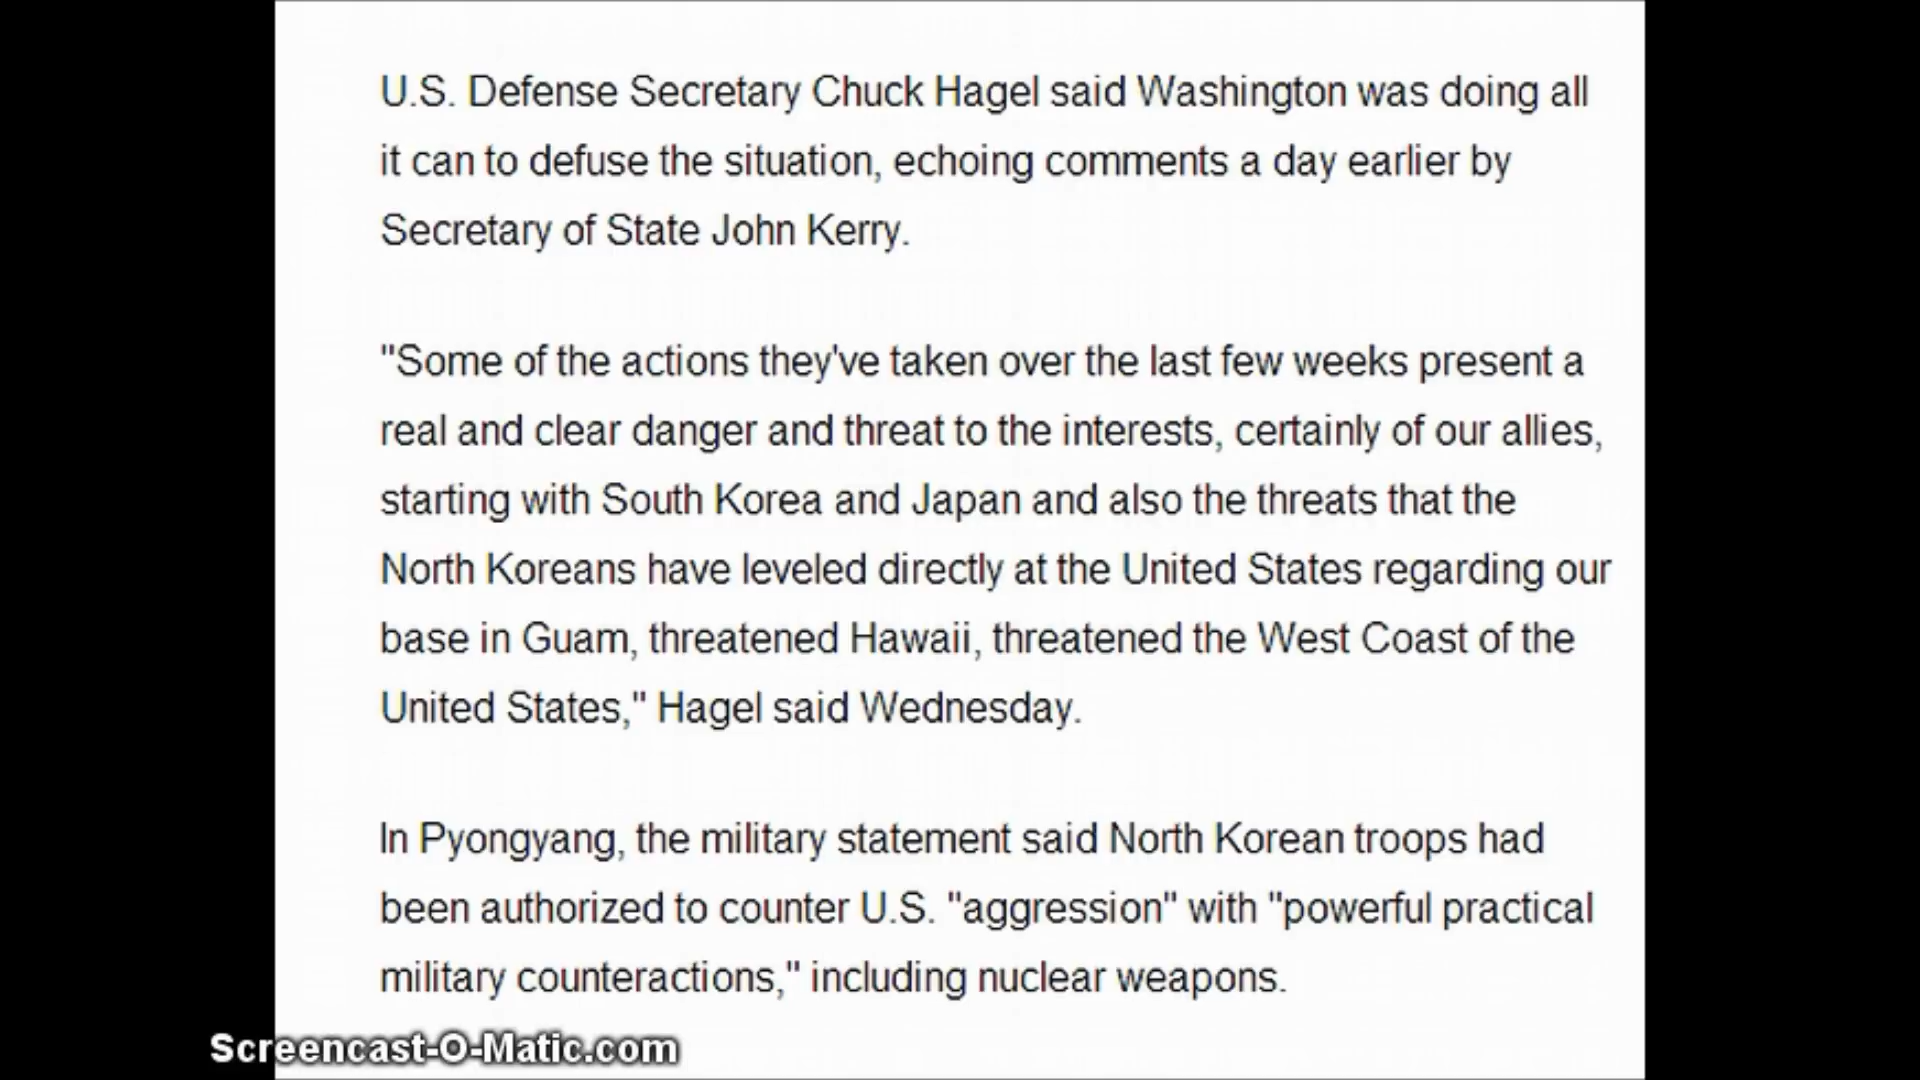 U.S. Defense Secretary Chuck Hagel said Washington was doing all
it can to defuse the situation, echoing comments a day earlier by
Secretary of State John Kerry.
"Some of the actions they've taken over the last few weeks present a
real and clear danger and threat to the interests, certainly of our allies,
starting with South Korea and Japan and also the threats that the
North Koreans have leveled directly at the United States regarding our
base in Guam, threatened Hawaii, threatened the West Coast of the
United States," Hagel said Wednesday.
In Pyongyang, the military statement said North Korean troops had
been authorized to counter U.S. "aggression" with "powerful practical
military counteractions," including nuclear weapons.
Screencast-O-Matic.com